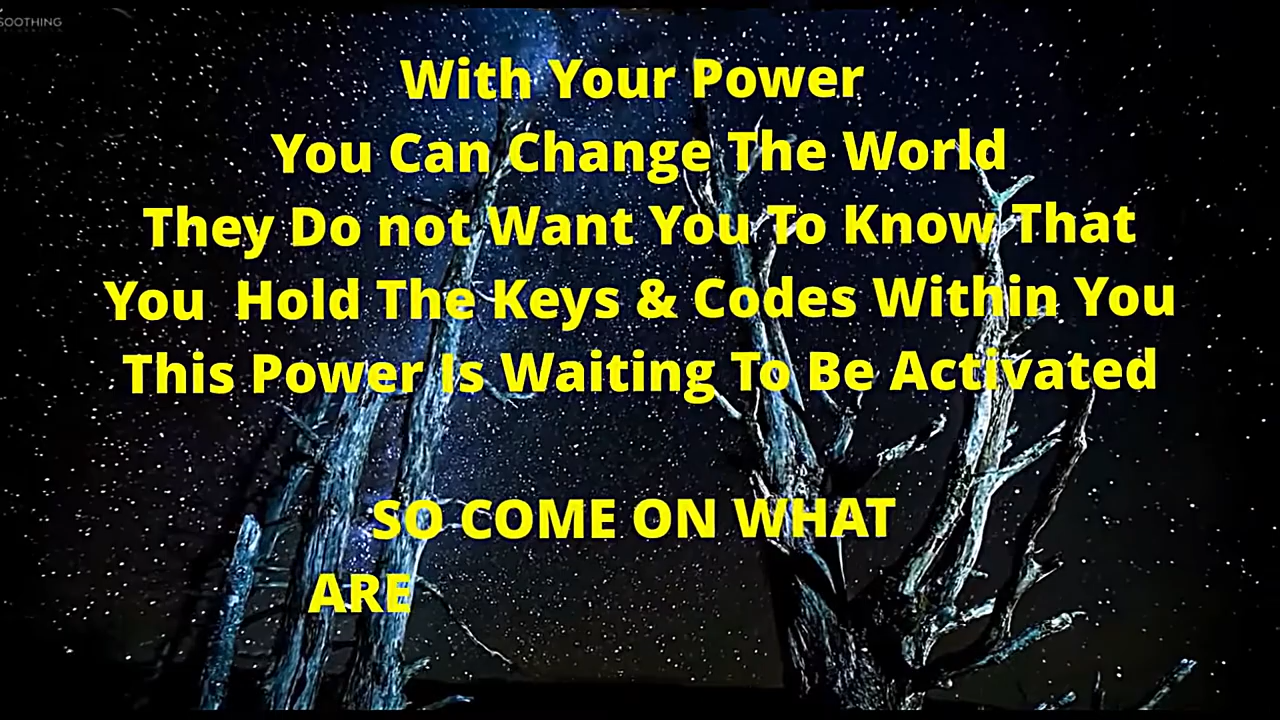 SOOTHING
With Your Power
You Can Change The World
They Do not Want You To Know That
You  Hold The Keys & Codes Within You
This Power Is Waiting To Be Activated
SO COME ON WHAT
ARE